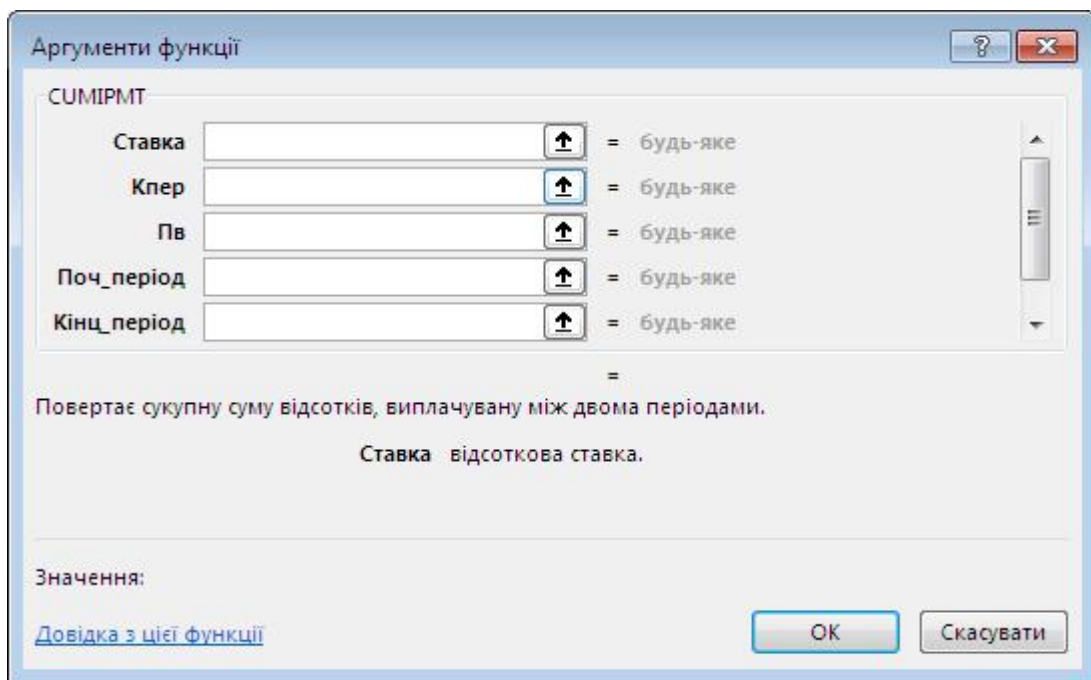 Аргументи функції
CUMIPMT
Ставка = будь-яке
Кпер = будь-яке
Пв = будь-яке
Поч_період = будь-яке
Кінц_період = будь-яке
=
Повертає сукупну суму відсотків, виплачувану між двома періодами.
Ставка відсоткова ставка.
Значення:
Довідка з цієї функції
ОК Скасувати